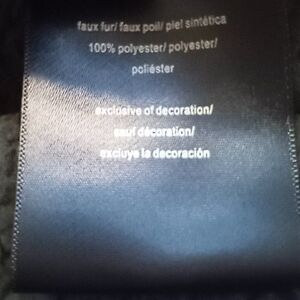 faux fur/ faux poil/ piel sintética
100% polyester/ polyester/
poliéster
exclusive of decoration/
sauf décoration/
excluye la decoración